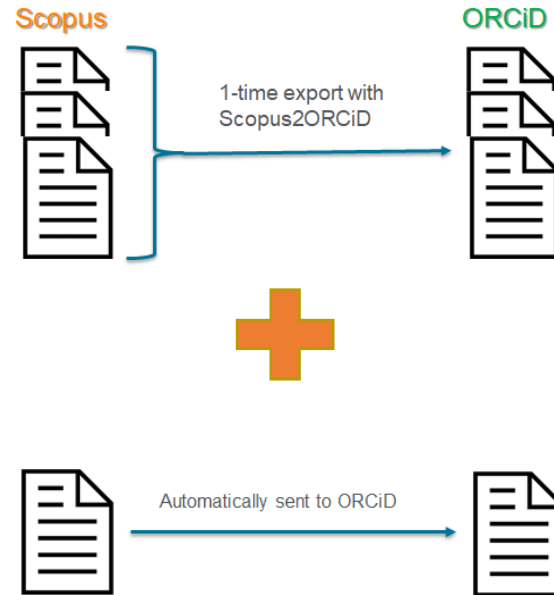 Scopus
ORCiD
1-time export with
Scopus2ORCiD
Automatically sent to ORCiD